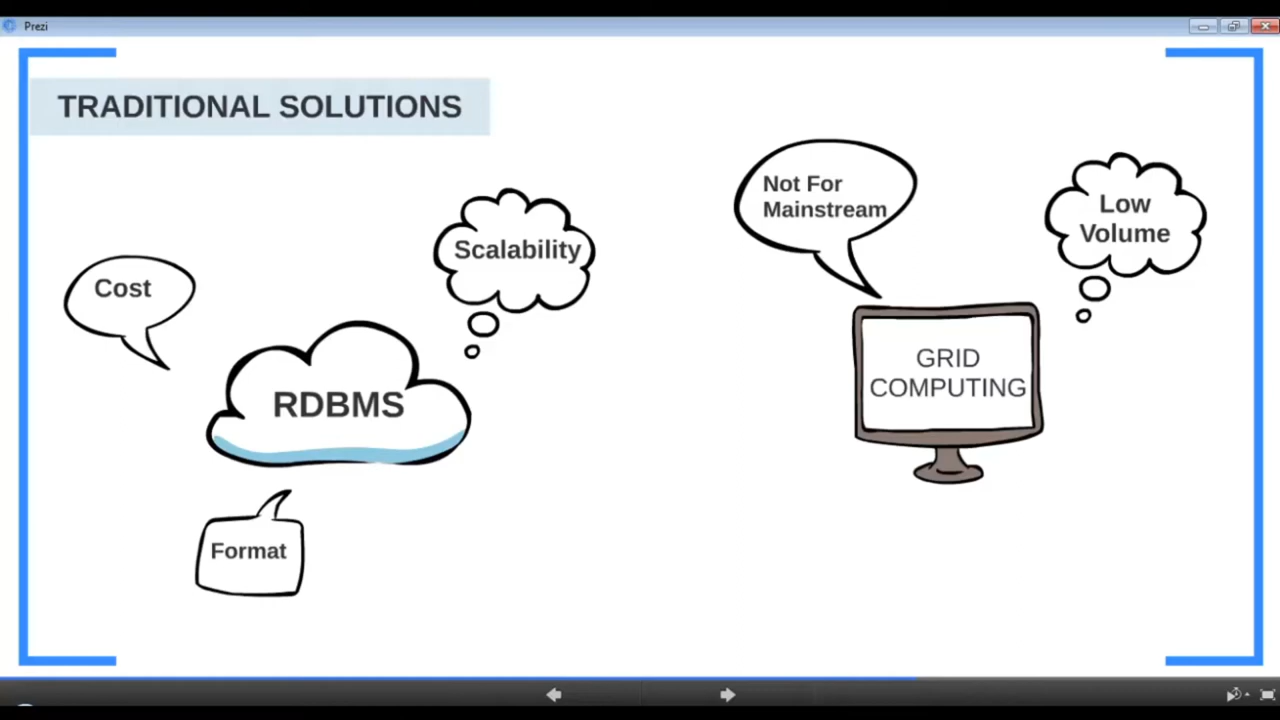 Prezi
TRADITIONAL SOLUTIONS
Cost
Scalability
RDBMS
Format
Not For
Mainstream
Low
Volume
GRID
COMPUTING